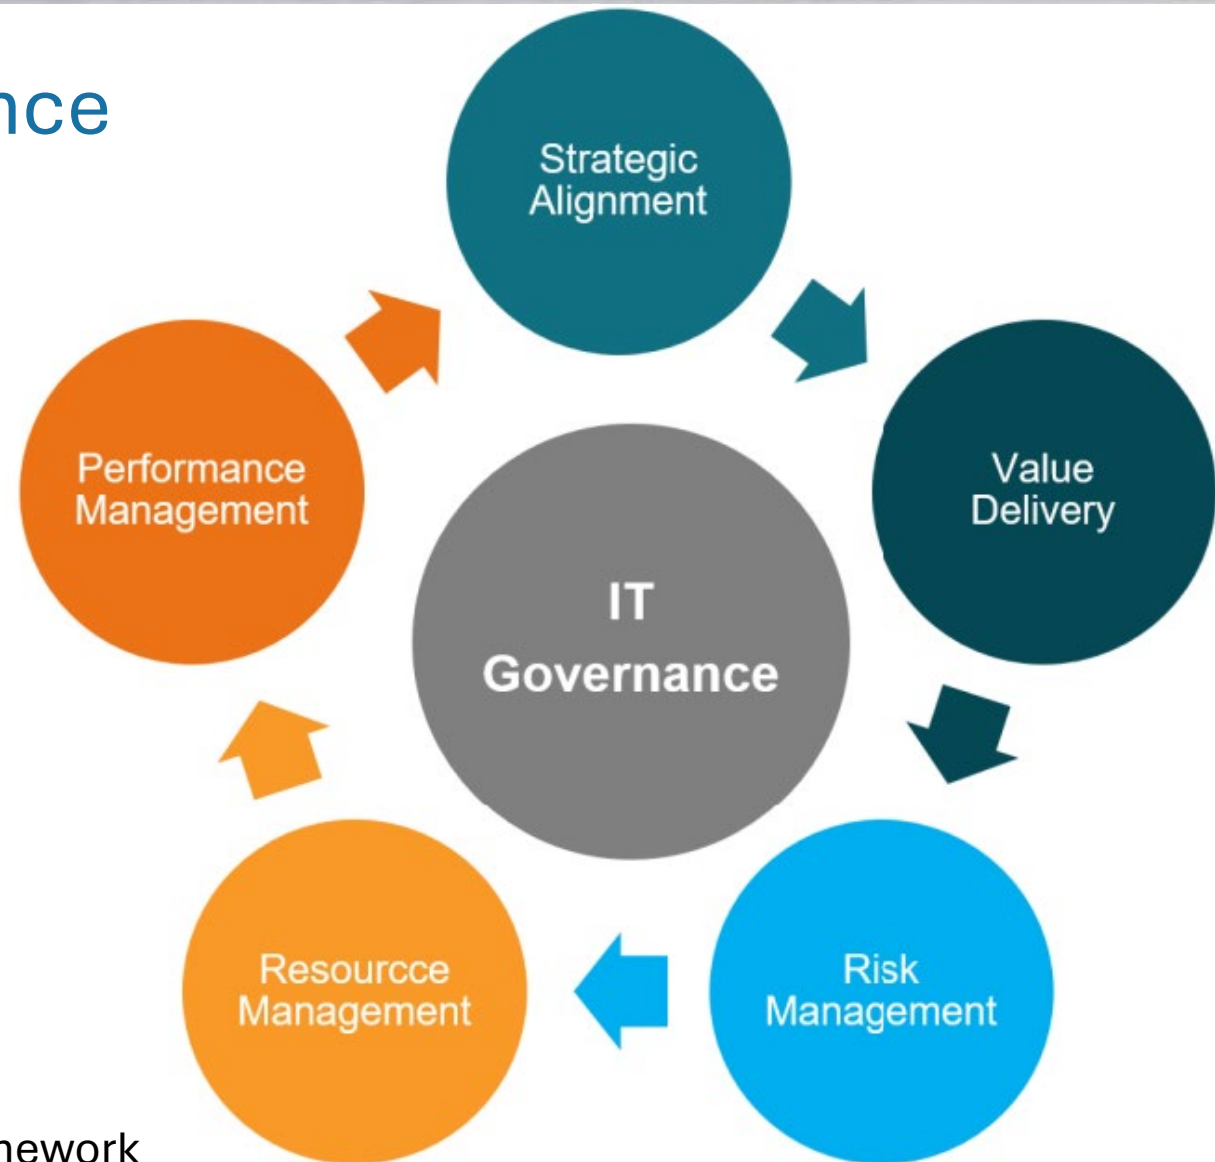 nce
Strategic
Alignment
Performance
Management
Value
Delivery
IT
Governance
Resourcce
Management
Risk
Management
nework